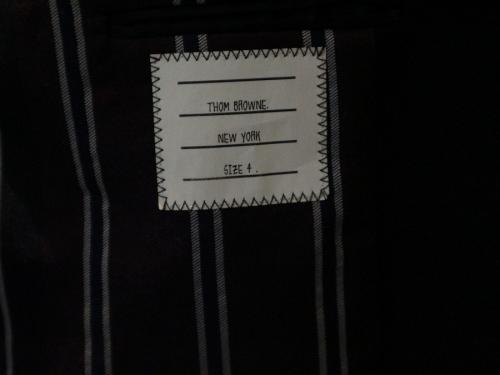 THOM BROWNE.
NEW YORK
SIZE 4.